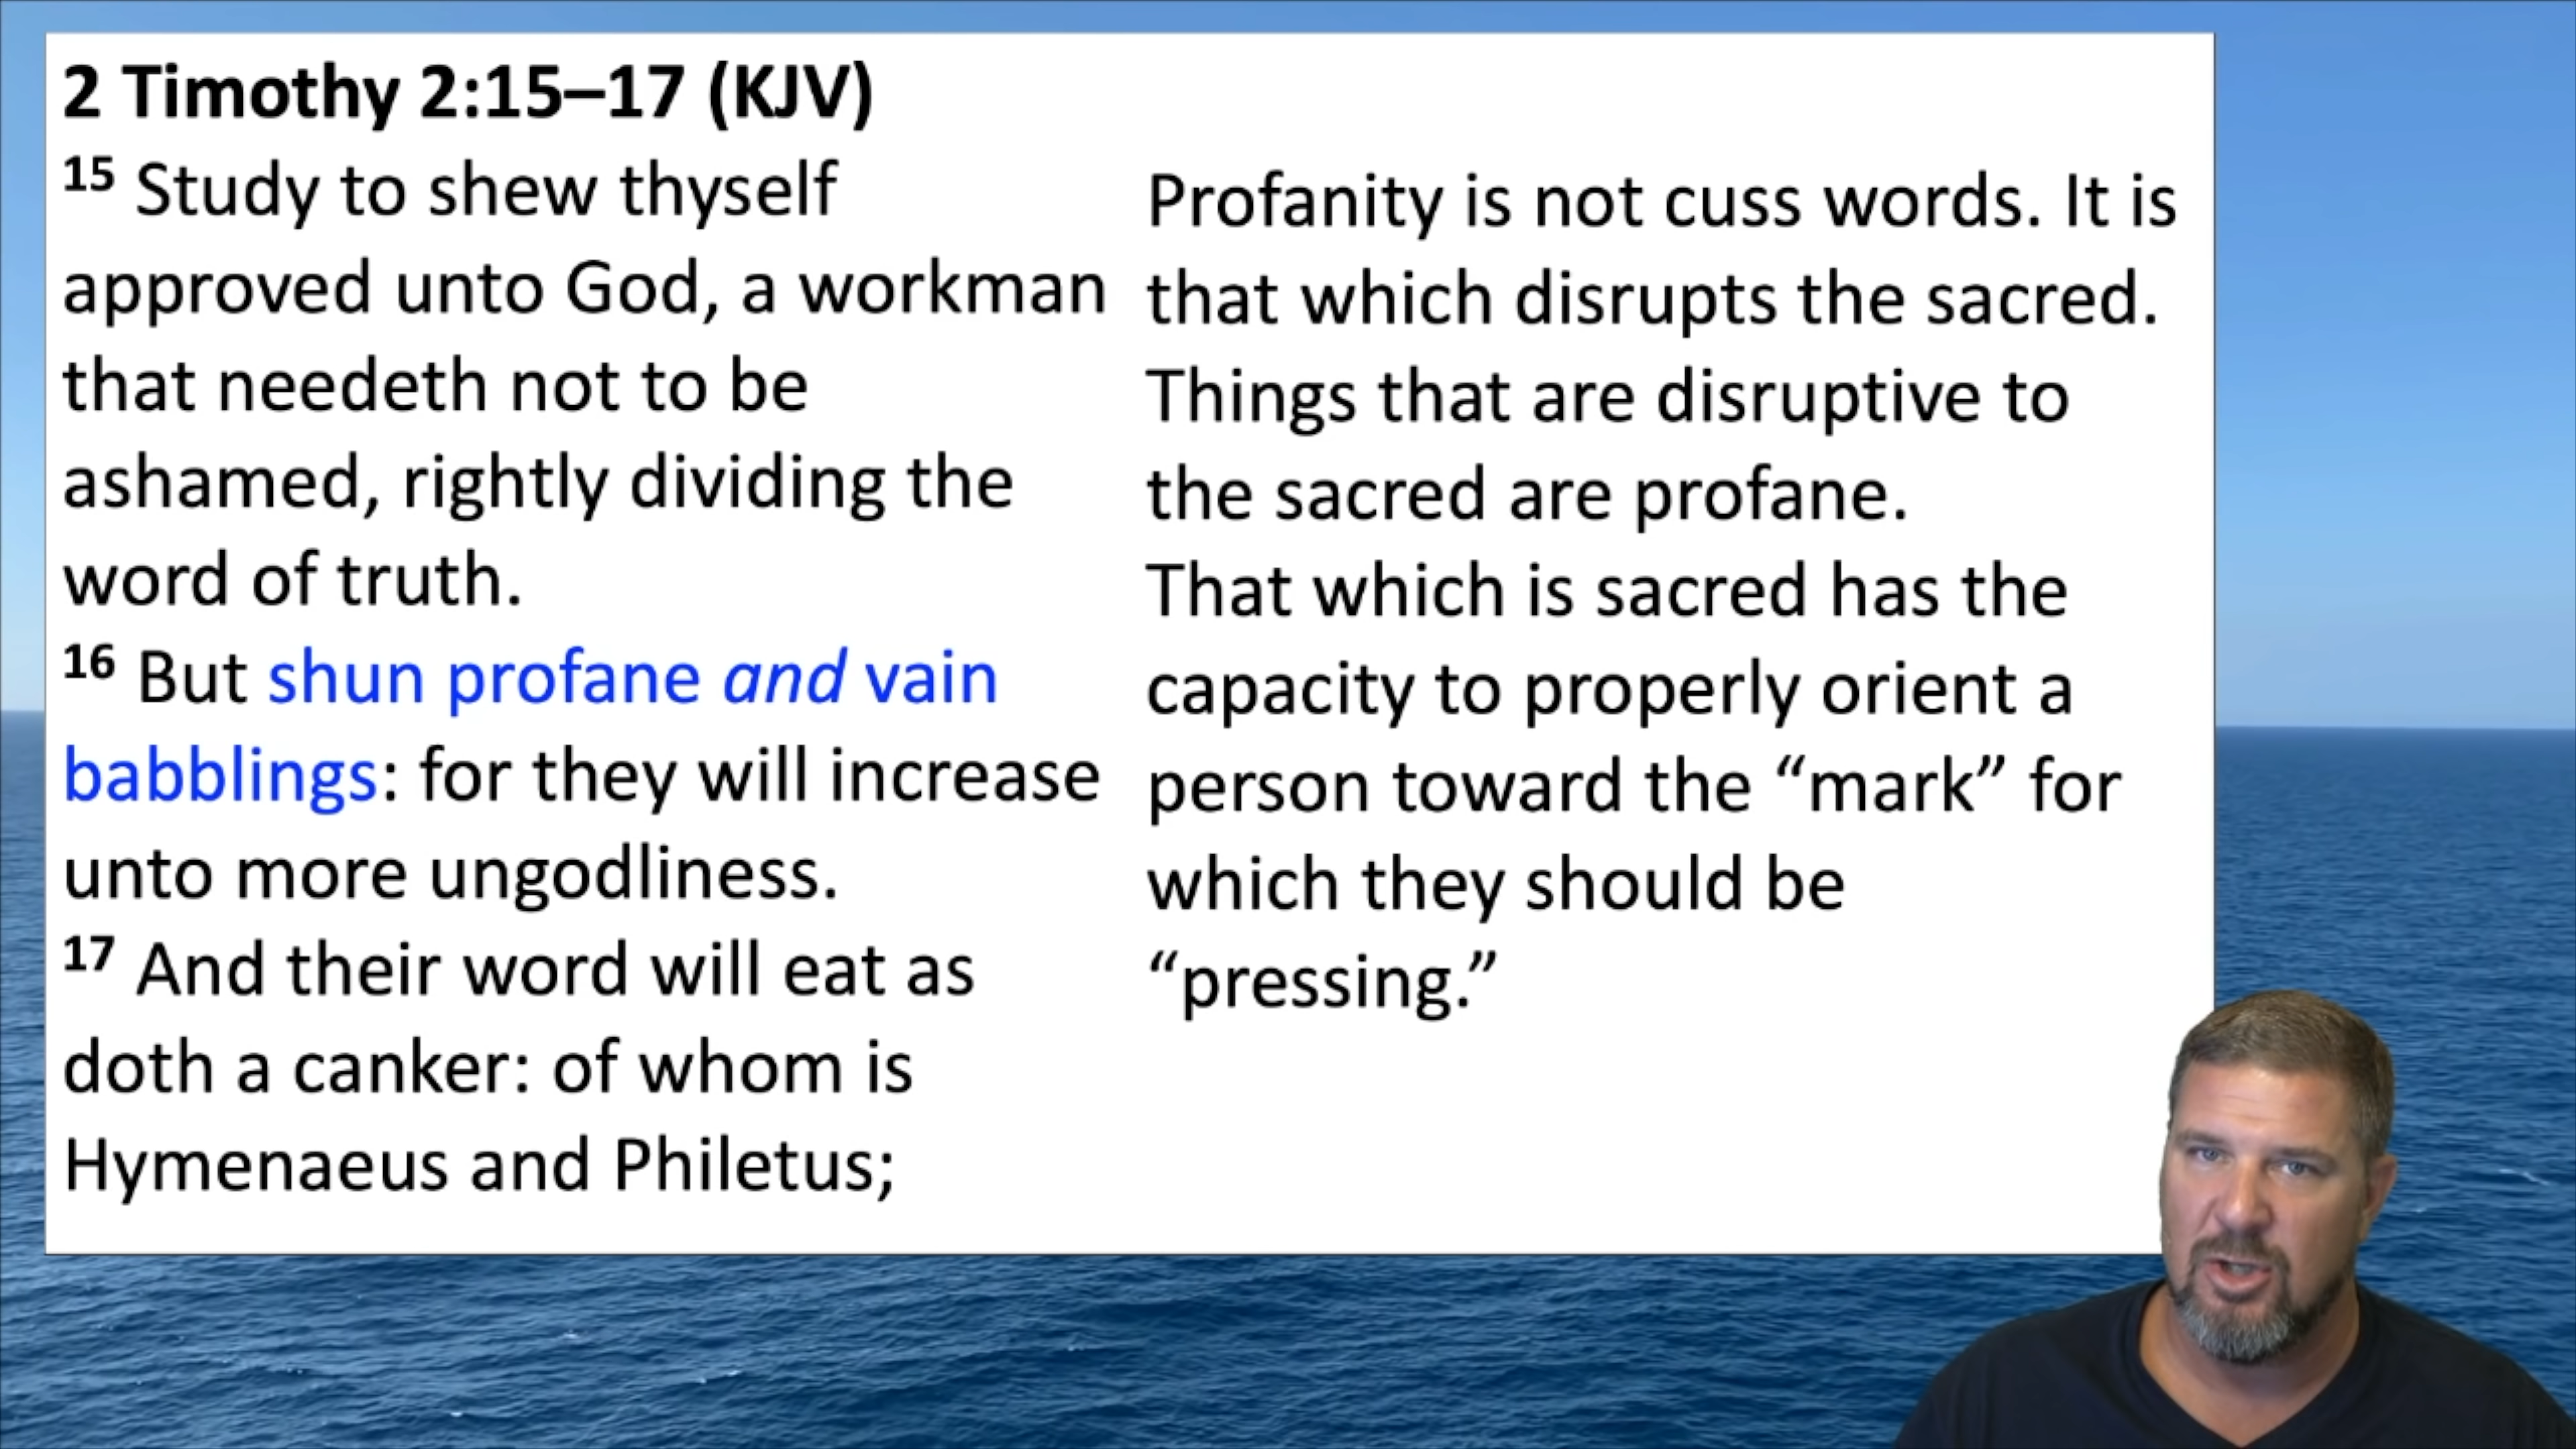 2 Timothy 2:15–17 (KJV)
15 Study to shew thyself
approved unto God, a workman
that needeth not to be
ashamed, rightly dividing the
word of truth.
16 But shun profane and vain
babblings: for they will increase
unto more ungodliness.
17 And their word will eat as
doth a canker: of whom is
Hymenaeus and Philetus;
Profanity is not cuss words. It is
that which disrupts the sacred.
Things that are disruptive to
the sacred are profane.
That which is sacred has the
capacity to properly orient a
person toward the “mark” for
which they should be
“pressing.”